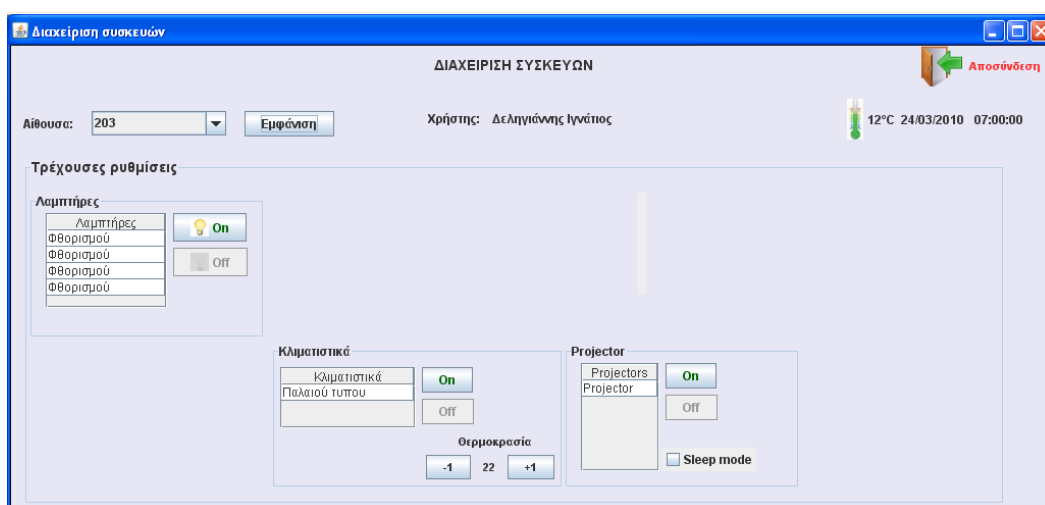 Διαχείριση συσκευών
ΔΙΑΧΕΙΡΙΣΗ ΣΥΣΚΕΥΩΝ
Αποσύνδεση
Αίθουσα: 203 Εμφάνιση
Χρήστης: Δεληγιάννης Ιγνάτιος
12°C 24/03/2010 07:00:00
Τρέχουσες ρυθμίσεις
Λαμπτήρες
Λαμπτήρες
Φθορισμού
Φθορισμού
Φθορισμού
Φθορισμού
On
Off
Κλιματιστικά
Κλιματιστικά
Παλαιού τυπου
On
Off
Θερμοκρασία
-1 22 +1
Projector
Projectors
Projector
On
Off
Sleep mode